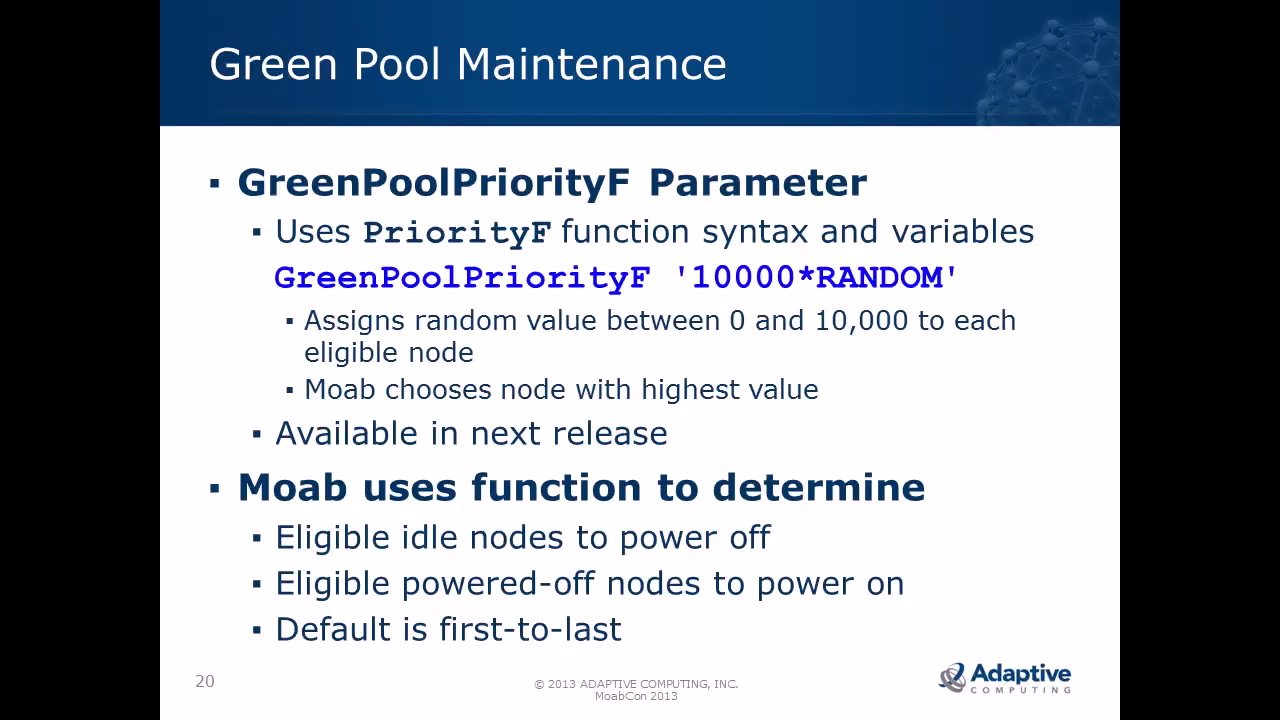 Green Pool Maintenance
▪ GreenPoolPriorityF Parameter
▪ Uses PriorityF function syntax and variables
GreenPoolPriorityF '10000*RANDOM'
▪ Assigns random value between 0 and 10,000 to each
eligible node
▪ Moab chooses node with highest value
▪ Available in next release
▪ Moab uses function to determine
▪ Eligible idle nodes to power off
▪ Eligible powered-off nodes to power on
▪ Default is first-to-last
20
© 2013 ADAPTIVE COMPUTING, INC.
MoabCon 2013
Adaptive
COMPUTING